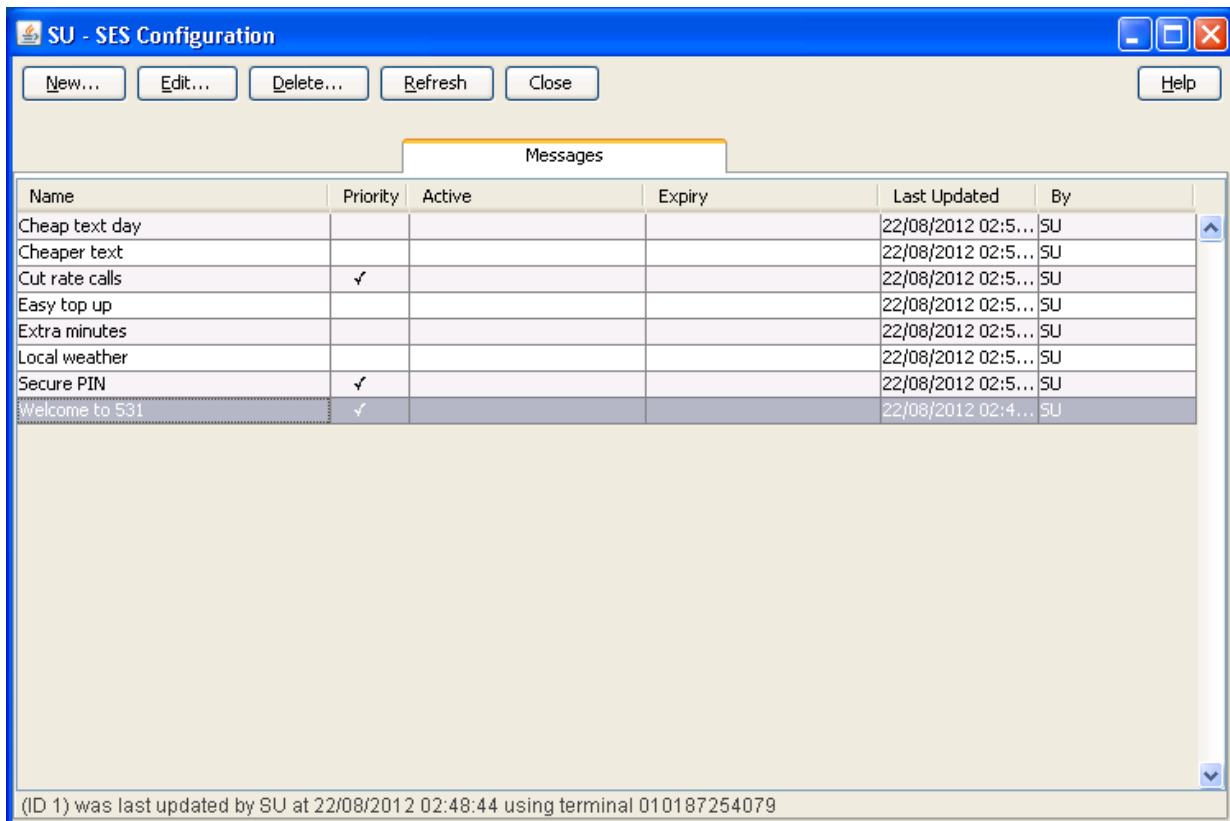 SU - SES Configuration
New... Edit... Delete... Refresh Close Help
Messages
Name Priority Active Expiry Last Updated By
Cheap text day 22/08/2012 02:5... SU
Cheaper text 22/08/2012 02:5... SU
Cut rate calls ✓ 22/08/2012 02:5... SU
Easy top up 22/08/2012 02:5... SU
Extra minutes 22/08/2012 02:5... SU
Local weather 22/08/2012 02:5... SU
Secure PIN ✓ 22/08/2012 02:5... SU
Welcome to 531 ✓ 22/08/2012 02:4... SU
(ID 1) was last updated by SU at 22/08/2012 02:48:44 using terminal 010187254079